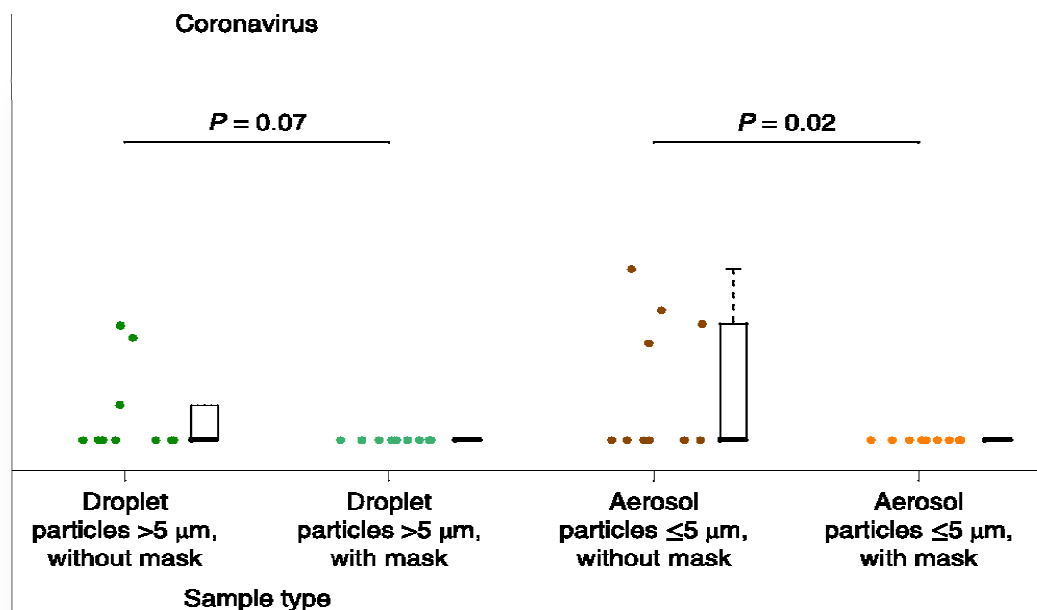 Coronavirus
P = 0.07
P = 0.02
Droplet
particles >5 μm,
without mask
Droplet
particles >5 μm,
with mask
Aerosol
particles ≤5 μm,
without mask
Aerosol
particles ≤5 μm,
with mask
Sample type